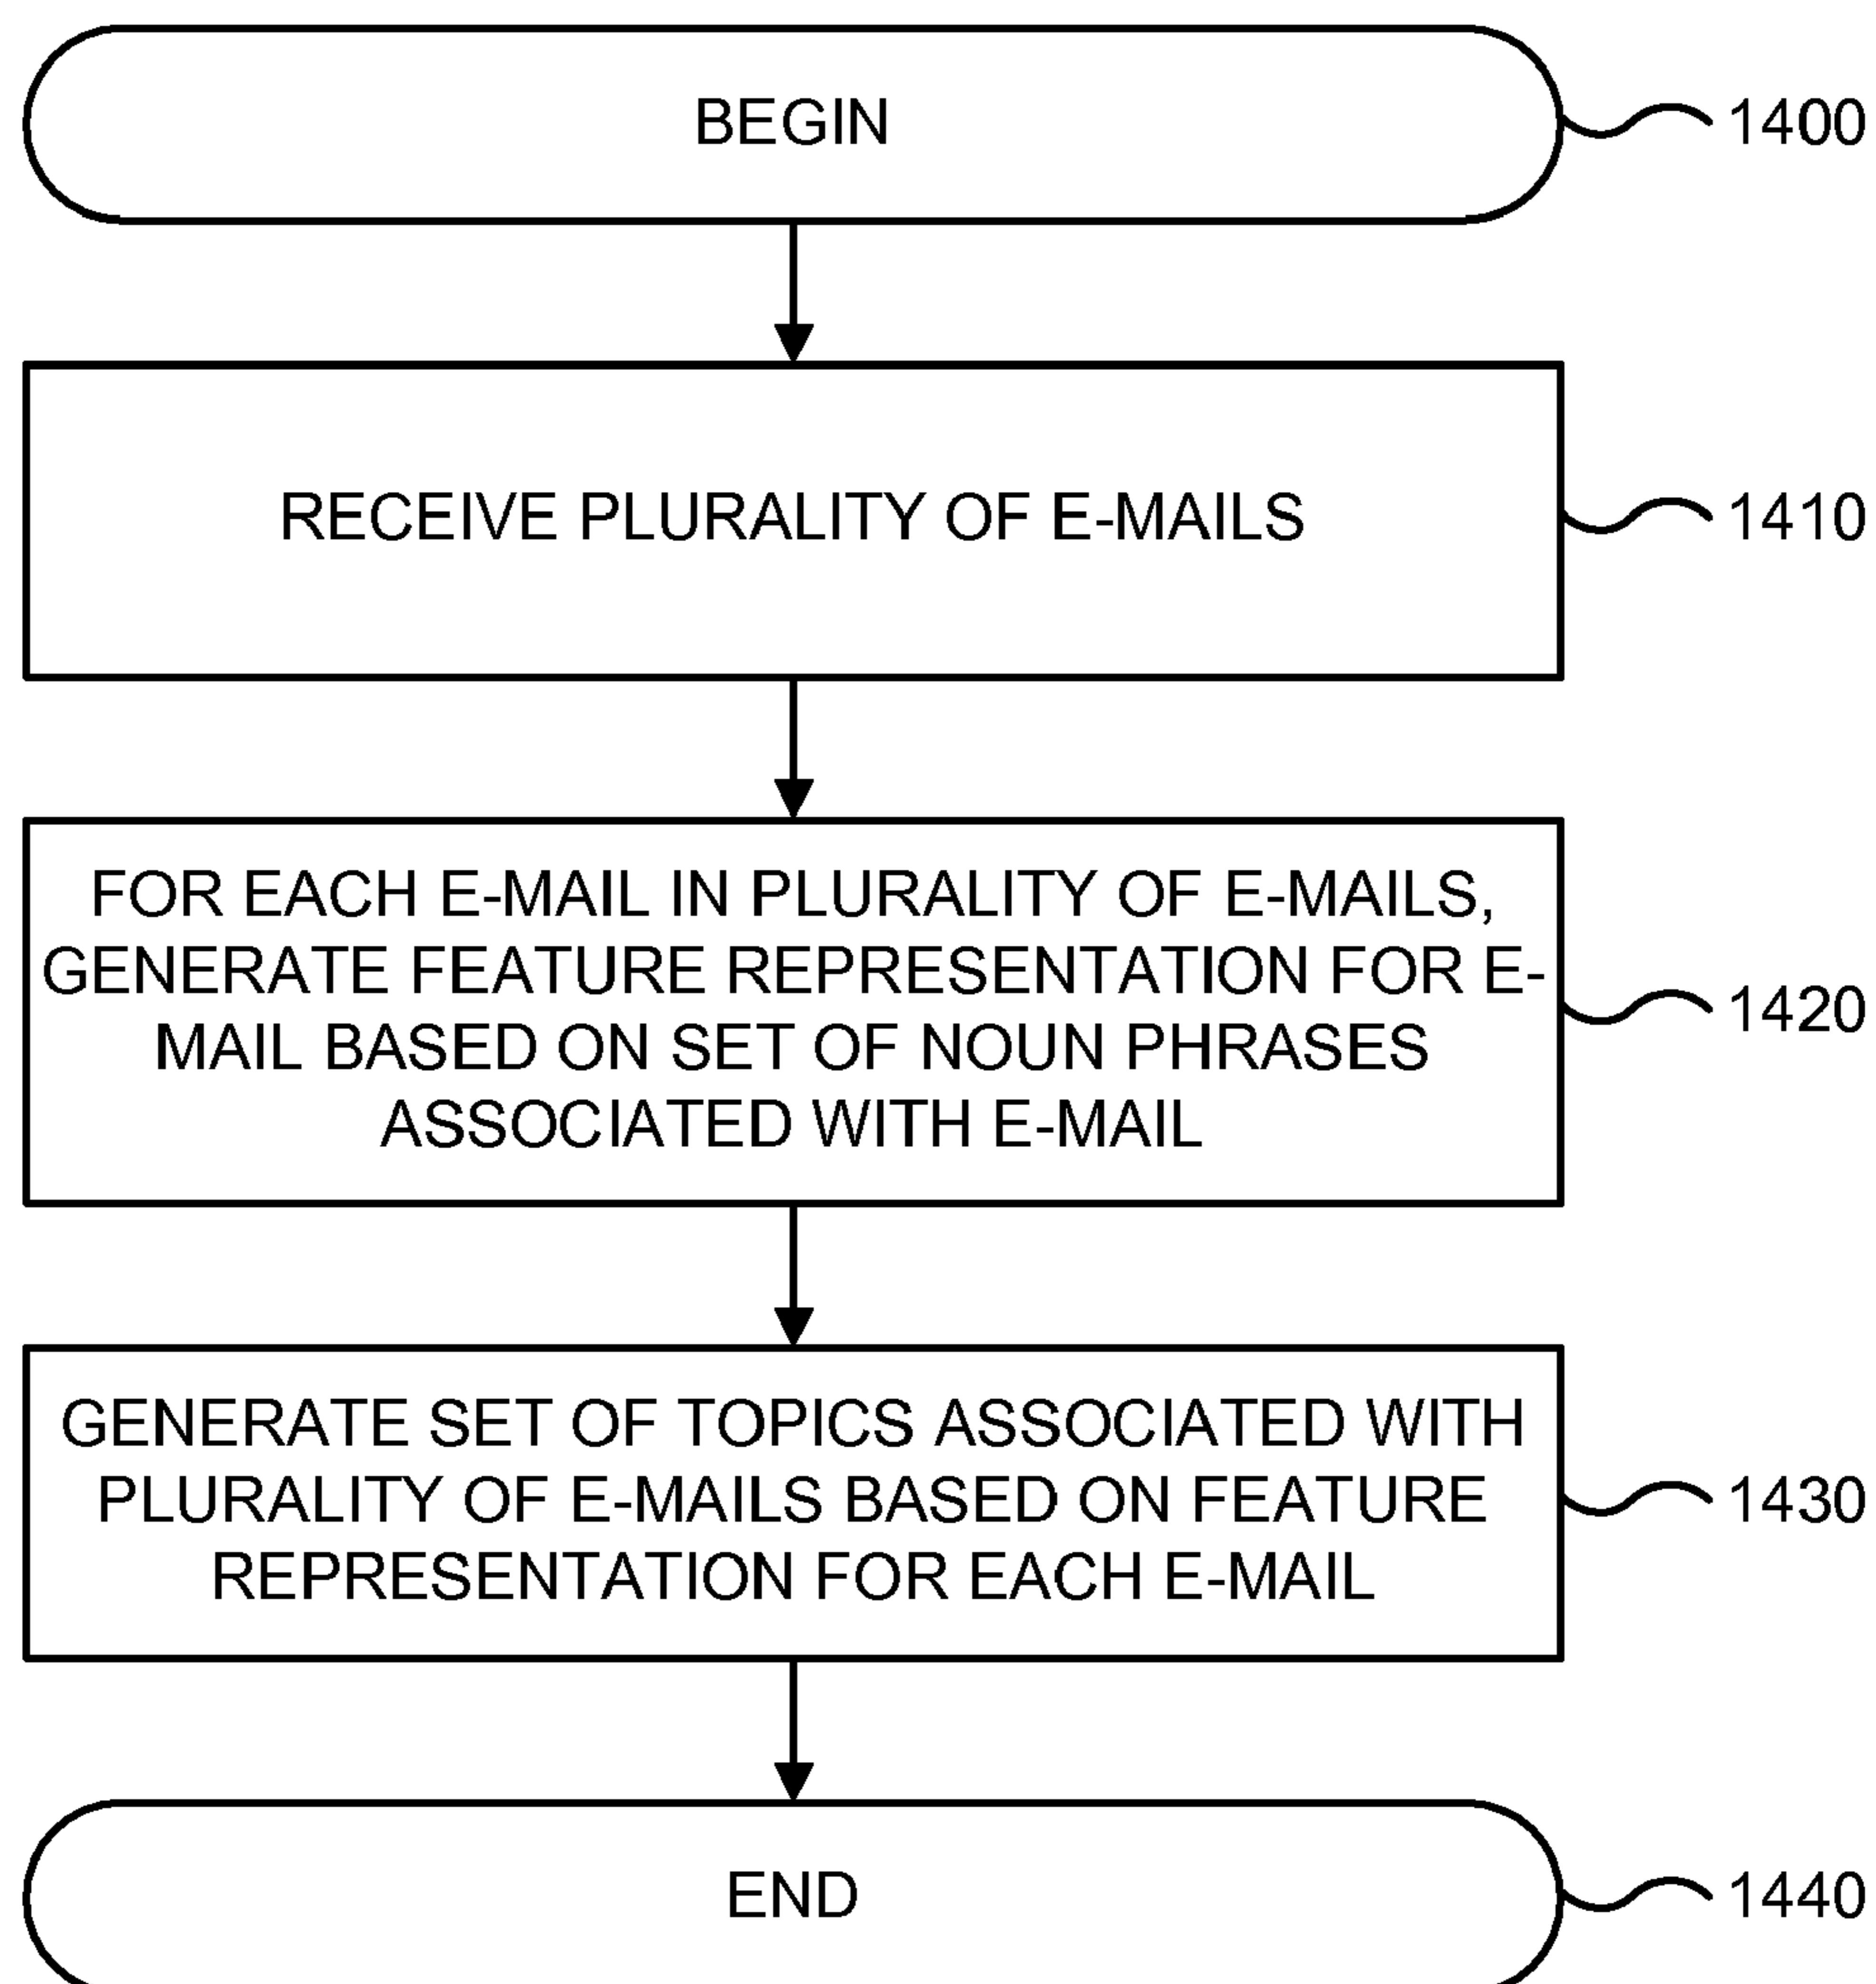 BEGIN
1400
RECEIVE PLURALITY OF E-MAILS
1410
FOR EACH E-MAIL IN PLURALITY OF E-MAILS,
GENERATE FEATURE REPRESENTATION FOR E-
MAIL BASED ON SET OF NOUN PHRASES
ASSOCIATED WITH E-MAIL
1420
GENERATE SET OF TOPICS ASSOCIATED WITH
PLURALITY OF E-MAILS BASED ON FEATURE
REPRESENTATION FOR EACH E-MAIL
1430
END
1440